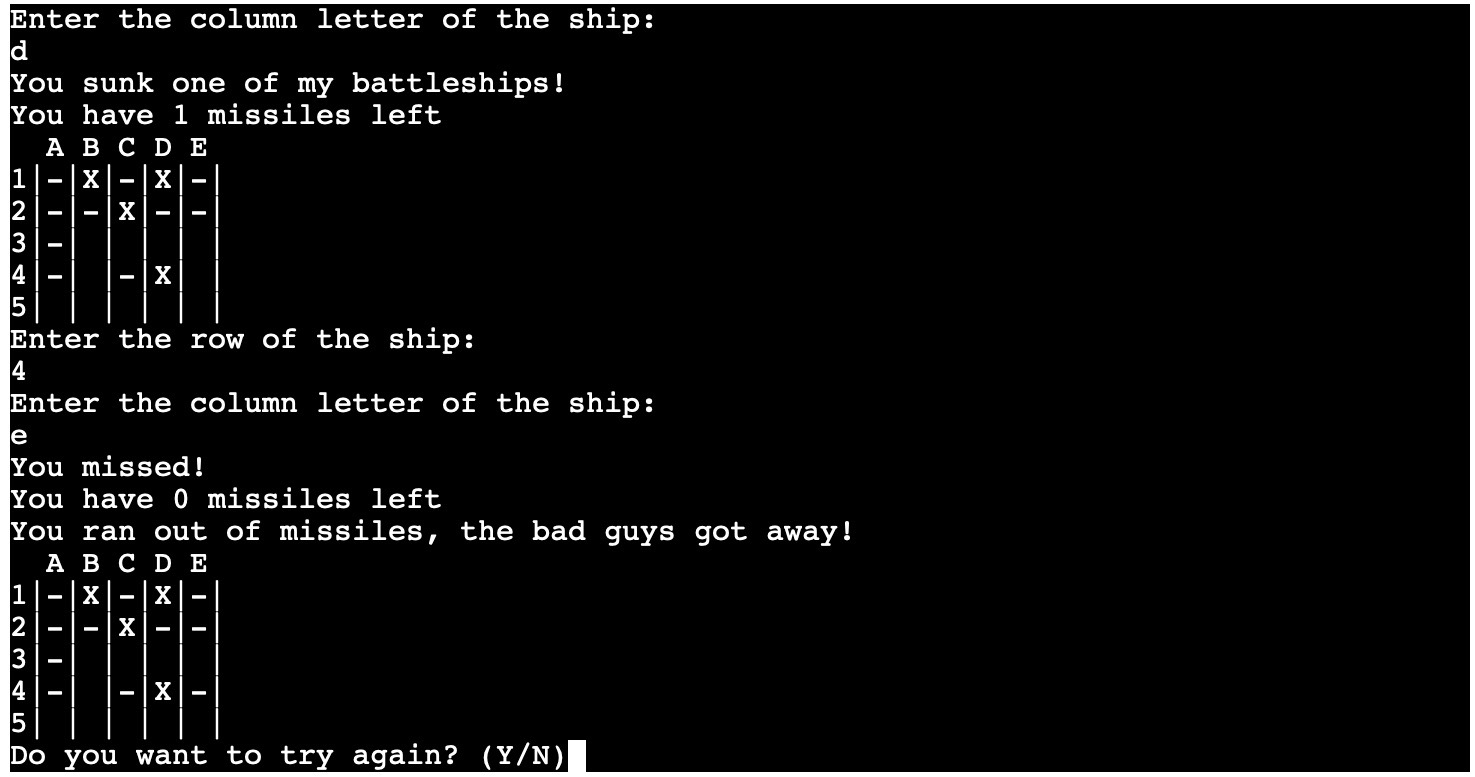 Enter the column letter of the ship:
d
You sunk one of my battleships!
You have 1 missiles left
  A B C D E
1|-|X|-|X|-|
2|-|-|X|-|-|
3|-| | | | |
4|-| |-|X| |
5| | | | | |
Enter the row of the ship:
4
Enter the column letter of the ship:
e
You missed!
You have 0 missiles left
You ran out of missiles, the bad guys got away!
  A B C D E
1|-|X|-|X|-|
2|-|-|X|-|-|
3|-| | | | |
4|-| |-|X|-|
5| | | | | |
Do you want to try again? (Y/N)